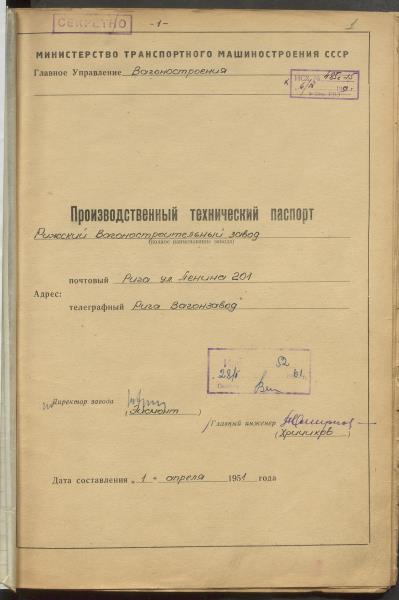 СЕКРЕТНО
-1-
1
МИНИСТЕРСТВО ТРАНСПОРТНОГО МАШИНОСТРОЕНИЯ СССР
Главное Управление Вагоностроения
Производственный технический паспорт
Рижский Вагоностроительный завод
(полное наименование завода)
почтовый Рига ул Ленина 201
Адрес:
телеграфный Рига Вагонзавод
Директор завода
(Гисмонт)
Главный инженер
Дата составления „1" апреля 1951 года